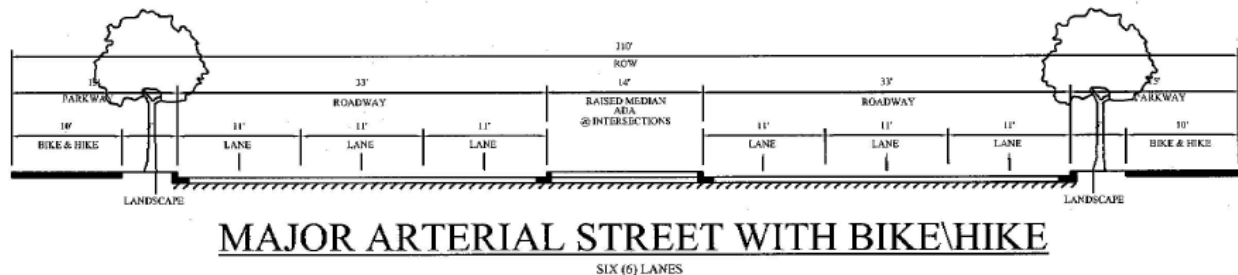 110'
ROW
33'
14'
33'
PARKWAY
ROADWAY
RAISED MEDIAN
ADA
@ INTERSECTIONS
ROADWAY
PARKWAY
10'
11'
11'
11'
11'
11'
11'
10'
BIKE & HIKE
LANE
LANE
LANE
LANE
LANE
LANE
BIKE & HIKE
LANDSCAPE
LANDSCAPE
MAJOR ARTERIAL STREET WITH BIKE\HIKE
SIX (6) LANES